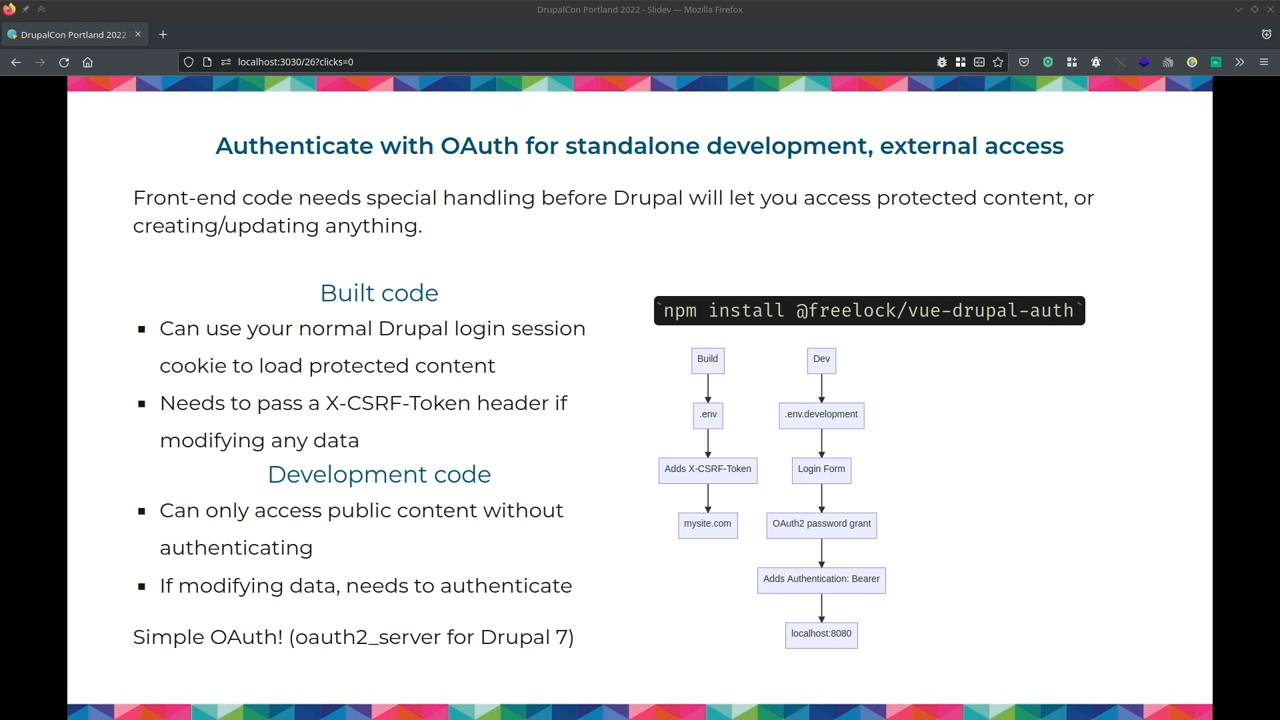 DrupalCon Portland 2022 - Slidev — Mozilla Firefox
DrupalCon Portland 2022 -
localhost:3030/26?clicks=0
Authenticate with OAuth for standalone development, external access
Front-end code needs special handling before Drupal will let you access protected content, or
creating/updating anything.
Built code
Can use your normal Drupal login session
cookie to load protected content
Needs to pass a X-CSRF-Token header if
modifying any data
Development code
Can only access public content without
authenticating
If modifying data, needs to authenticate
Simple OAuth! (oauth2_server for Drupal 7)
`npm install @freelock/vue-drupal-auth`
Build
.env
Adds X-CSRF-Token
mysite.com
Dev
.env.development
Login Form
OAuth2 password grant
Adds Authentication: Bearer
localhost:8080